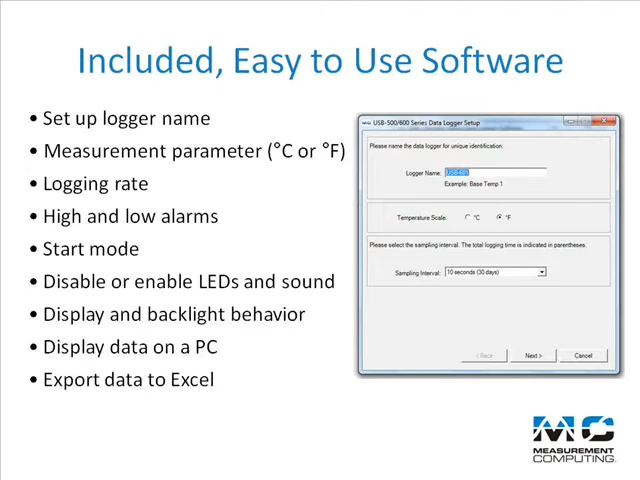 Included, Easy to Use Software
• Set up logger name
• Measurement parameter (°C or °F)
• Logging rate
• High and low alarms
• Start mode
• Disable or enable LEDs and sound
• Display and backlight behavior
• Display data on a PC
• Export data to Excel
USB-500/600 Series Data Logger Setup
Please name the data logger for unique identification:
Logger Name: USB-601
Example: Base Temp 1
Temperature Scale: °C °F
Please select the sampling interval. The total logging time is indicated in parentheses.
Sampling Interval: 10 seconds (30 days)
< Back Next > Cancel
MC
MEASUREMENT
COMPUTING